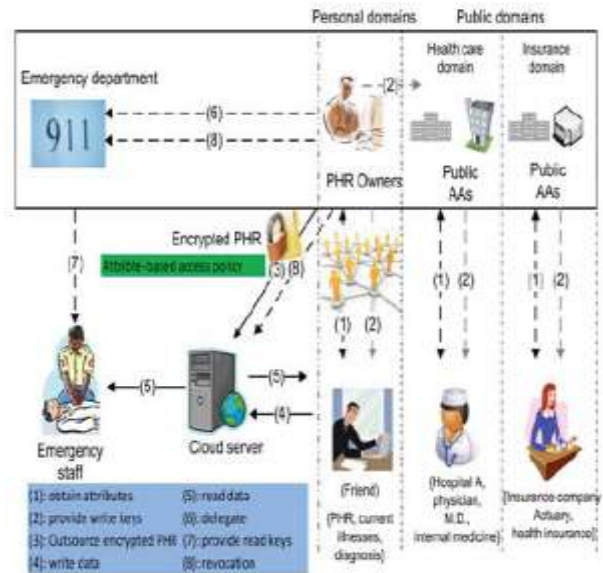 Personal domains
Public domains
Emergency department
911
(6)
(8)
(2)
Health care
domain
Insurance
domain
PHR Owners
Public
AAs
Public
AAs
Encrypted PHR
Attribile-based access policy
(3)
(8)
(7)
(1)
(2)
(1)
(2)
(1)
(2)
(5)
(5)
(4)
Emergency
staff
Cloud server
(Friend)
{PHR, current
illnesses,
diagnosis}
{Hospital A,
physician,
M.D.,
internal medicine}
{Insurance company
Actuary,
health insurance}
(1): obtain attributes
(2): provide write keys
(3): Outsource encrypted PHR
(4): write data
(5): read data
(6): delegate
(7): provide read keys
(8): revocation